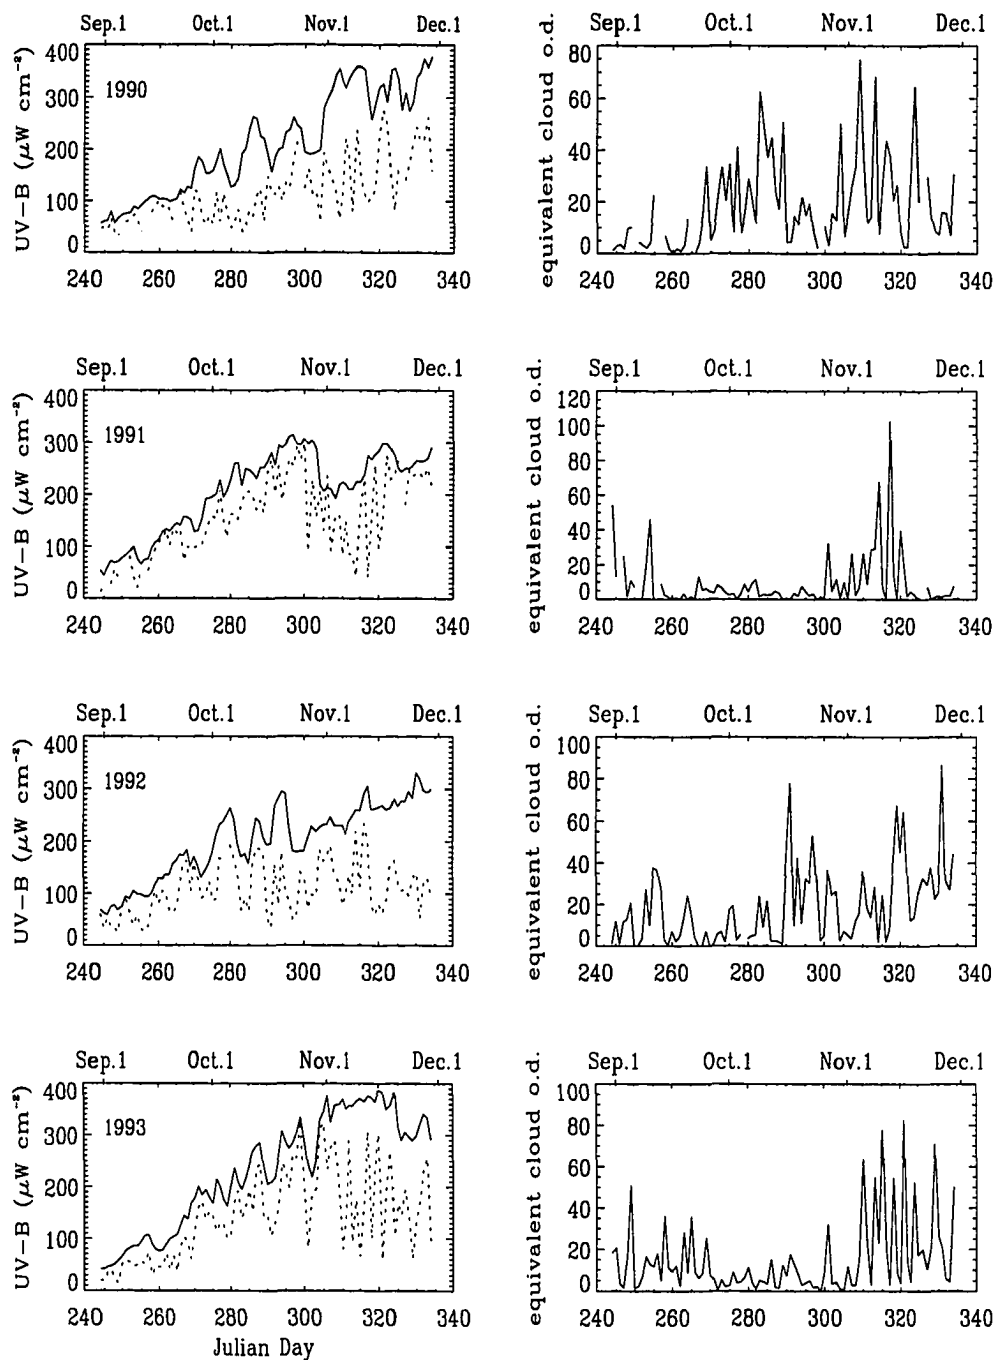 Sep.1 Oct.1 Nov.1 Dec.1
400
300
200
100
0
UV−B (μW cm⁻²)
1990
240 260 280 300 320 340
Sep.1 Oct.1 Nov.1 Dec.1
80
60
40
20
0
equivalent cloud o.d.
240 260 280 300 320 340
Sep.1 Oct.1 Nov.1 Dec.1
400
300
200
100
0
UV−B (μW cm⁻²)
1991
240 260 280 300 320 340
Sep.1 Oct.1 Nov.1 Dec.1
120
100
80
60
40
20
0
equivalent cloud o.d.
240 260 280 300 320 340
Sep.1 Oct.1 Nov.1 Dec.1
400
300
200
100
0
UV−B (μW cm⁻²)
1992
240 260 280 300 320 340
Sep.1 Oct.1 Nov.1 Dec.1
100
80
60
40
20
0
equivalent cloud o.d.
240 260 280 300 320 340
Sep.1 Oct.1 Nov.1 Dec.1
400
300
200
100
0
UV−B (μW cm⁻²)
1993
240 260 280 300 320 340
Julian Day
Sep.1 Oct.1 Nov.1 Dec.1
100
80
60
40
20
0
equivalent cloud o.d.
240 260 280 300 320 340